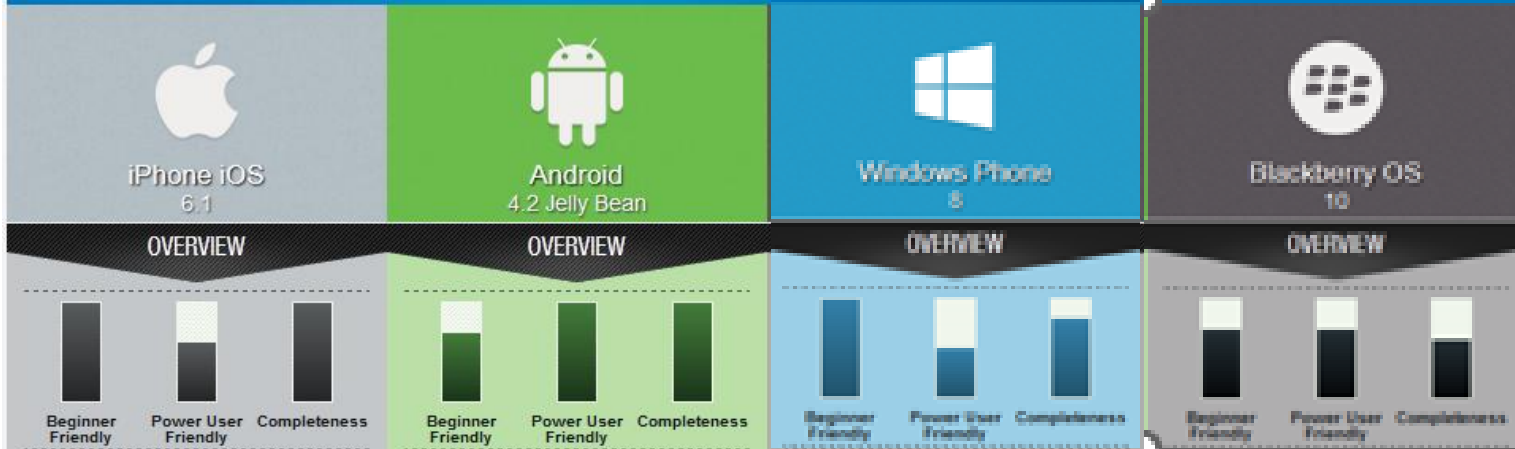 iPhone iOS
6.1
OVERVIEW
Beginner
Friendly
Power User
Friendly
Completeness
Android
4.2 Jelly Bean
OVERVIEW
Beginner
Friendly
Power User
Friendly
Completeness
Windows Phone
8
OVERVIEW
Beginner
Friendly
Power User
Friendly
Completeness
Blackberry OS
10
OVERVIEW
Beginner
Friendly
Power User
Friendly
Completeness